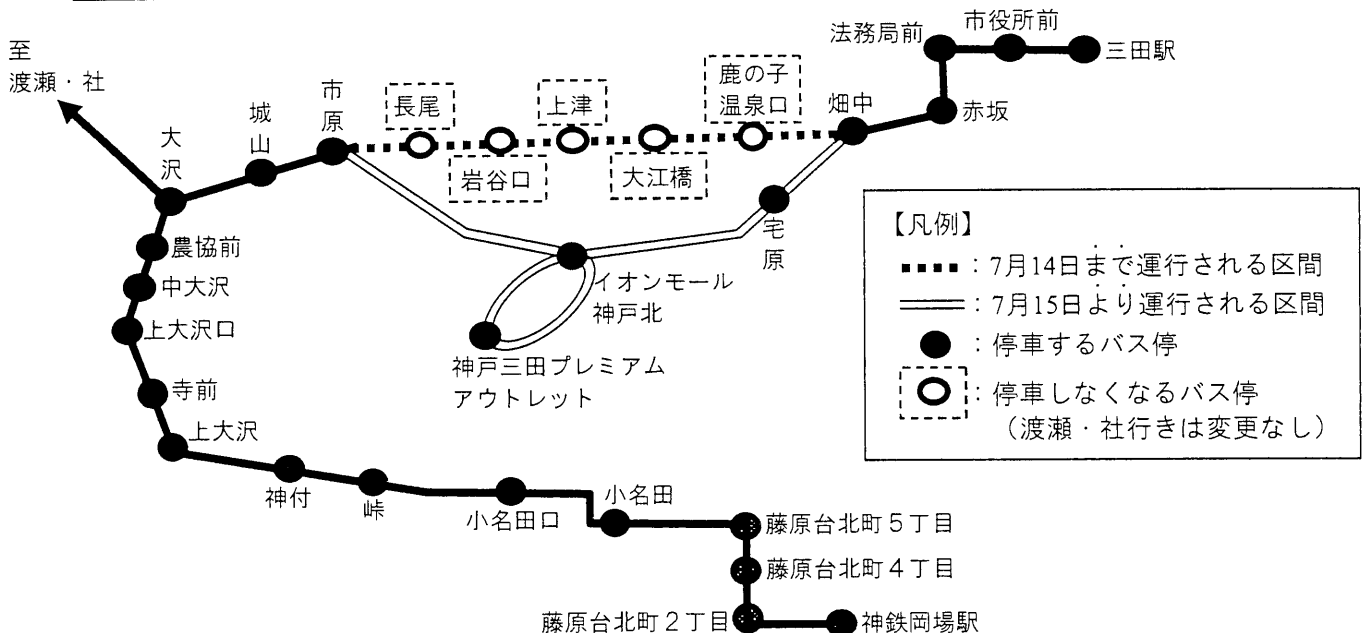 至
渡瀬・社
大沢
城山
市原
長尾
岩谷口
上津
大江橋
鹿の子
温泉口
畑中
法務局前
市役所前
三田駅
赤坂
宅原
イオンモール
神戸北
神戸三田プレミアム
アウトレット
農協前
中大沢
上大沢口
寺前
上大沢
神付
峠
小名田口
小名田
藤原台北町5丁目
藤原台北町4丁目
藤原台北町2丁目
神鉄岡場駅
【凡例】
:7月14日まで運行される区間
:7月15日より運行される区間
:停車するバス停
:停車しなくなるバス停
(渡瀬・社行きは変更なし)